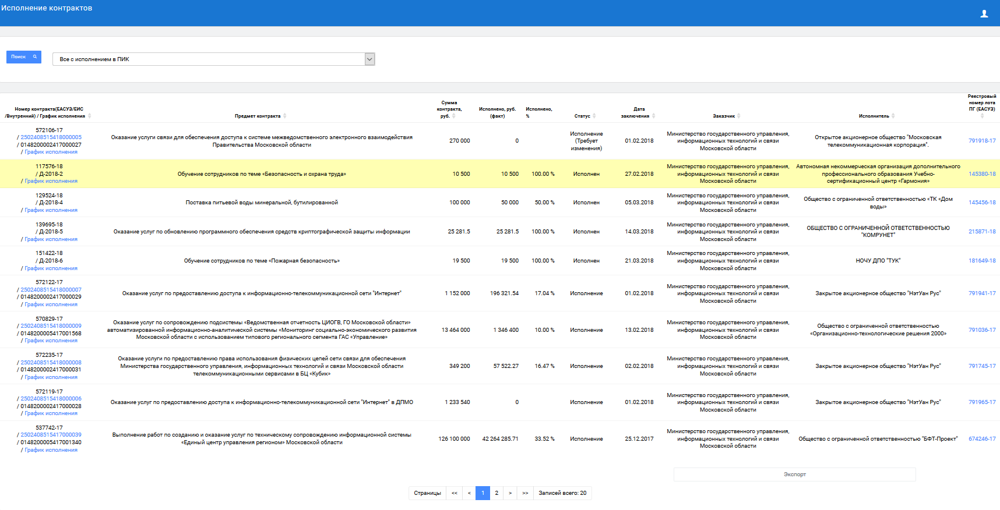 Исполнение контрактов
Поиск
Все с исполнением в ПИК
Номер контракта(ЕАСУЗ/ЕИС
/Внутренний) / График исполнения
Предмет контракта
Сумма
контракта,
руб.
Исполнено, руб.
(факт)
Исполнено,
%
Статус
Дата
заключения
Заказчик
Исполнитель
Реестровый
номер лота
ПГ (ЕАСУЗ)
572106-17
/ 2502408515418000005
/ 0148200002417000027
/ График исполнения
Оказание услуги связи для обеспечения доступа к системе межведомственного электронного взаимодействия
Правительства Московской области
270 000
0
Исполнение
(Требует
изменения)
01.02.2018
Министерство государственного управления,
информационных технологий и связи
Московской области
Открытое акционерное общество "Московская
телекоммуникационная корпорация".
791918-17
117576-18
/ Д-2018-2
/ График исполнения
Обучение сотрудников по теме «Безопасность и охрана труда»
10 500
10 500
100.00 %
Исполнен
27.02.2018
Министерство государственного управления,
информационных технологий и связи
Московской области
Автономная некоммерческая организация дополнительного
профессионального образования Учебно-
сертификационный центр «Гармония»
145380-18
129524-18
/ Д-2018-4
/ График исполнения
Поставка питьевой воды минеральной, бутилированной
100 000
50 000
50.00 %
Исполнен
05.03.2018
Министерство государственного управления,
информационных технологий и связи
Московской области
Общество с ограниченной ответственностью «ТК «Дом
воды»
145456-18
139695-18
/ Д-2018-5
/ График исполнения
Оказание услуг по обновлению программного обеспечения средств криптографической защиты информации
25 281.5
25 281.5
100.00 %
Исполнен
14.03.2018
Министерство государственного управления,
информационных технологий и связи
Московской области
ОБЩЕСТВО С ОГРАНИЧЕННОЙ ОТВЕТСТВЕННОСТЬЮ
"КОМРУНЕТ"
215871-18
151422-18
/ Д-2018-6
/ График исполнения
Обучение сотрудников по теме «Пожарная безопасность»
19 500
19 500
100.00 %
Исполнен
21.03.2018
Министерство государственного управления,
информационных технологий и связи
Московской области
НОЧУ ДПО "ТУК"
181649-18
572122-17
/ 2502408515418000007
/ 0148200002417000029
/ График исполнения
Оказание услуг по предоставлению доступа к информационно-телекоммуникационной сети "Интернет"
1 152 000
196 321.54
17.04 %
Исполнение
01.02.2018
Министерство государственного управления,
информационных технологий и связи
Московской области
Закрытое акционерное общество "НэтУан Рус"
791941-17
570829-17
/ 2502408515418000009
/ 0148200005417001568
/ График исполнения
Оказание услуг по сопровождению подсистемы «Ведомственная отчетность ЦИОГВ, ГО Московской области»
автоматизированной информационно-аналитической системы «Мониторинг социально-экономического развития
Московской области с использованием типового регионального сегмента ГАС «Управление»
13 464 000
1 346 400
10.00 %
Исполнение
13.02.2018
Министерство государственного управления,
информационных технологий и связи
Московской области
Общество с ограниченной ответственностью
«Организационно-технологические решения 2000»
791036-17
572235-17
/ 2502408515418000008
/ 0148200002417000031
/ График исполнения
Оказание услуги по предоставлению права использования физических цепей сети связи для обеспечения
Министерства государственного управления, информационных технологий и связи Московской области
телекоммуникационными сервисами в БЦ «Кубик»
349 200
57 522.27
16.47 %
Исполнение
02.02.2018
Министерство государственного управления,
информационных технологий и связи
Московской области
Закрытое акционерное общество "НэтУан Рус"
791745-17
572119-17
/ 2502408515418000006
/ 0148200002417000028
/ График исполнения
Оказание услуг по предоставлению доступа к информационно-телекоммуникационной сети "Интернет" в ДПМО
1 233 540
0
Исполнение
01.02.2018
Министерство государственного управления,
информационных технологий и связи
Московской области
Закрытое акционерное общество "НэтУан Рус"
791965-17
537742-17
/ 2502408515417000039
/ 0148200005417001340
/ График исполнения
Выполнение работ по созданию и оказание услуг по техническому сопровождению информационной системы
«Единый центр управления регионом» Московской области
126 100 000
42 264 285.71
33.52 %
Исполнение
25.12.2017
Министерство государственного управления,
информационных технологий и связи
Московской области
Общество с ограниченной ответственностью "БФТ-Проект"
674246-17
Экспорт
Страницы << < 1 2 > >> Записей всего: 20